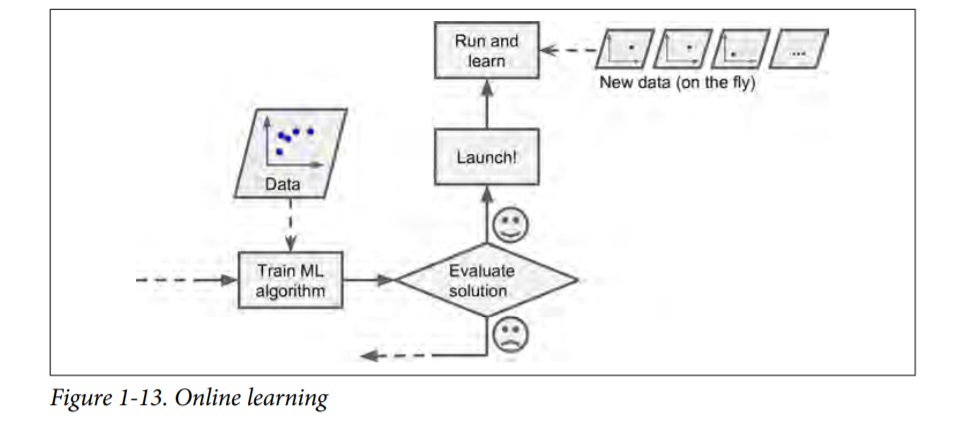 Run and
learn
New data (on the fly)
...
Launch!
Data
Train ML
algorithm
Evaluate
solution
Figure 1-13. Online learning